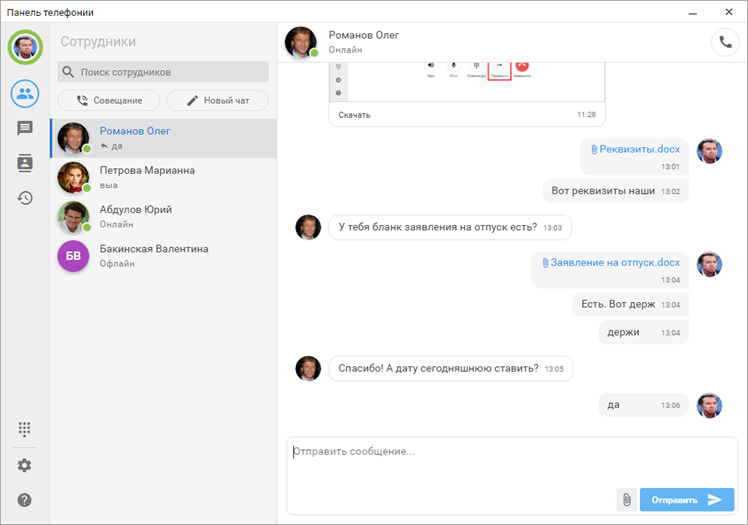 Панель телефонии
Сотрудники
Поиск сотрудников
Совещание
Новый чат
Романов Олег
да
Петрова Марианна
выа
Абдулов Юрий
Онлайн
БВ
Бакинская Валентина
Офлайн
Романов Олег
Онлайн
Скачать
11:28
Реквизиты.docx
13:01
Вот реквизиты наши 13:02
У тебя бланк заявления на отпуск есть? 13:03
Заявление на отпуск.docx
13:04
Есть. Вот держ 13:04
держи 13:04
Спасибо! А дату сегодняшнюю ставить? 13:05
да 13:06
Отправить сообщение...
Отправить